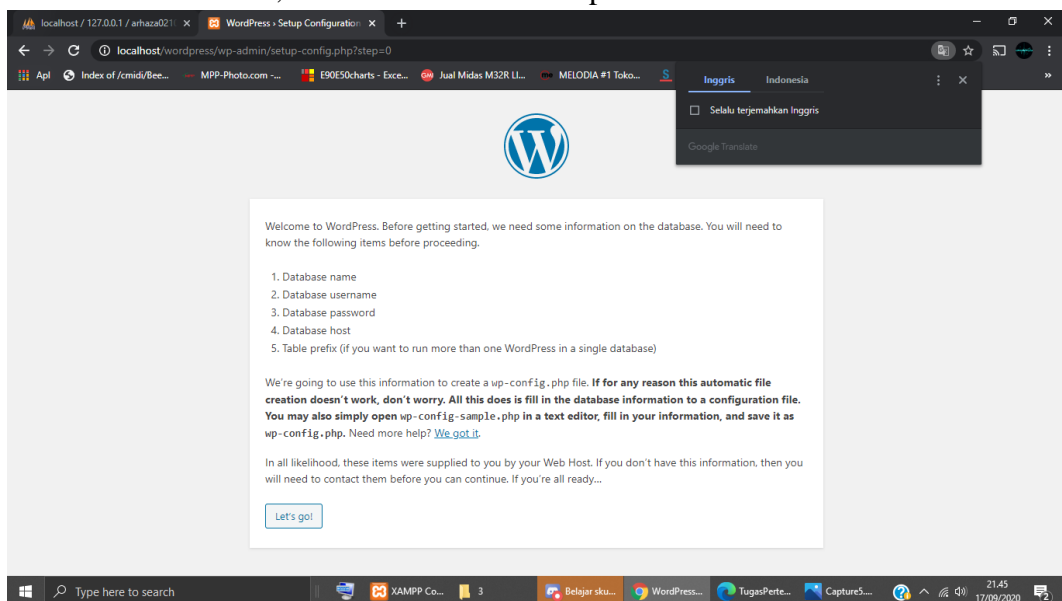 localhost / 127.0.0.1 / arhaza021
WordPress › Setup Configuration
localhost/wordpress/wp-admin/setup-config.php?step=0
Apl
Index of /cmidi/Bee...
MPP-Photo.com -...
E90E50charts - Exce...
Jual Midas M32R LI...
MELODIA #1 Toko...
S
»
Inggris
Indonesia
Selalu terjemahkan Inggris
Google Translate
Welcome to WordPress. Before getting started, we need some information on the database. You will need to
know the following items before proceeding.
1. Database name
2. Database username
3. Database password
4. Database host
5. Table prefix (if you want to run more than one WordPress in a single database)
We're going to use this information to create a wp-config.php file. If for any reason this automatic file
creation doesn't work, don't worry. All this does is fill in the database information to a configuration file.
You may also simply open wp-config-sample.php in a text editor, fill in your information, and save it as
wp-config.php. Need more help? We got it.
In all likelihood, these items were supplied to you by your Web Host. If you don't have this information, then you
will need to contact them before you can continue. If you're all ready...
Let's go!
Type here to search
XAMPP Co...
3
Belajar sku...
WordPress...
TugasPerte...
Capture5....
21.45
17/09/2020
2